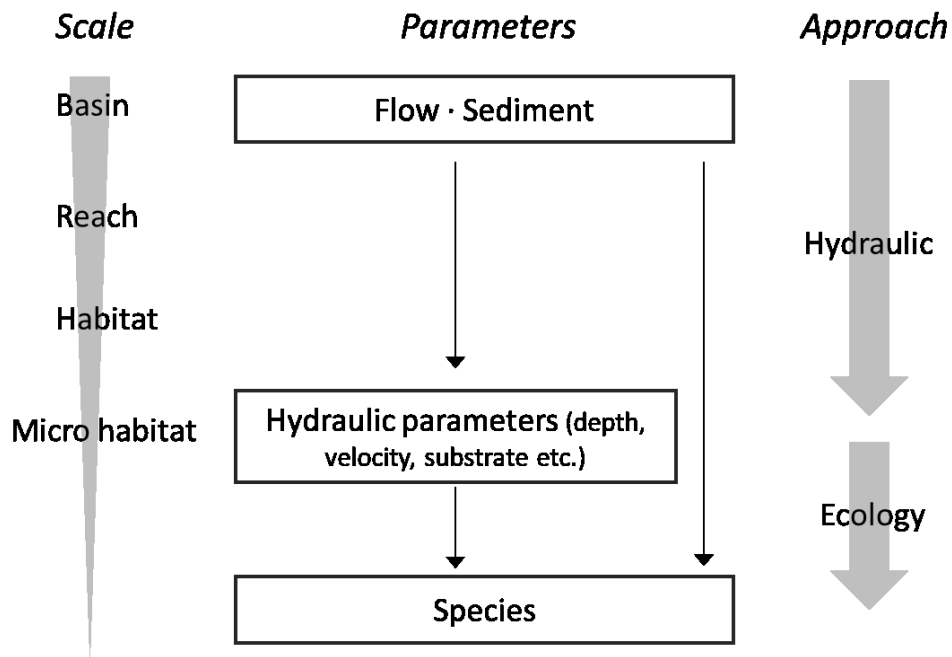 Scale
Parameters
Approach
Basin
Flow · Sediment
Reach
Hydraulic
Habitat
Micro habitat
Hydraulic parameters (depth,
velocity, substrate etc.)
Ecology
Species